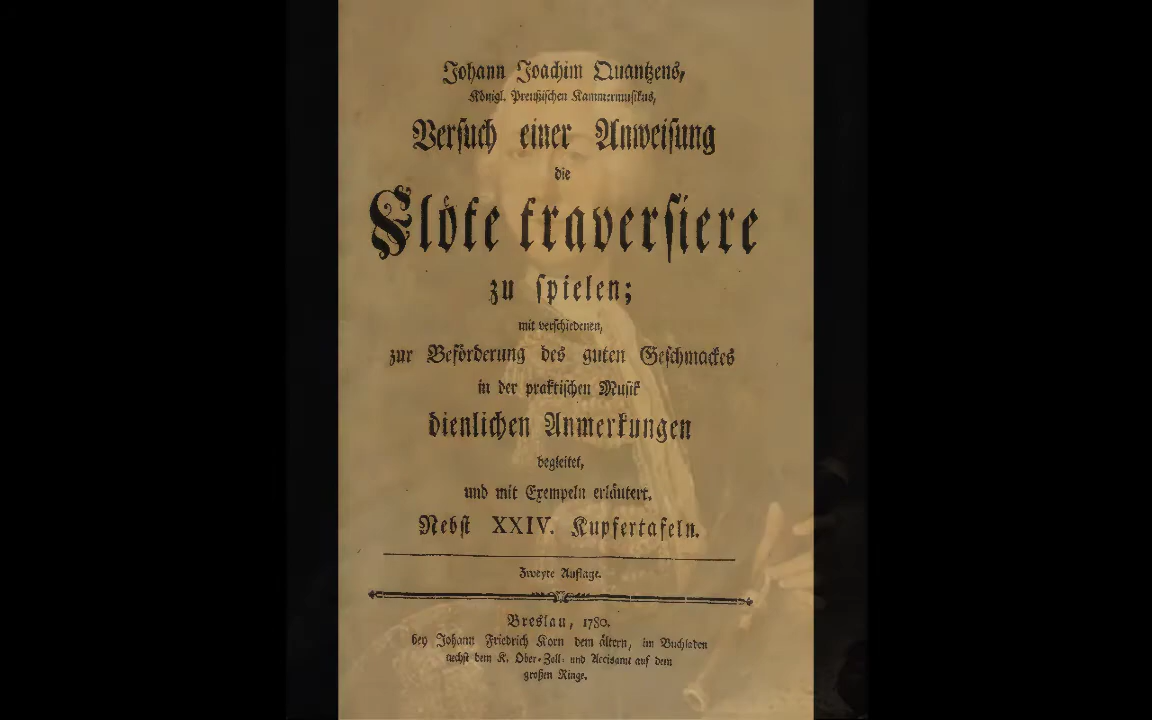 Johann Joachim Quantzens,
Königl. Preußischen Kammermusikus,
Versuch einer Anweisung
die
Flöte traversiere
zu spielen;
mit verschiedenen,
zur Beförderung des guten Geschmackes
in der praktischen Musik
dienlichen Anmerkungen
begleitet,
und mit Exempeln erläutert.
Nebst XXIV. Kupfertafeln.
Zweyte Auflage.
Breslau, 1780.
bey Johann Friedrich Korn dem ältern, im Buchladen
nechst dem K. Ober-Zoll- und Accisamt auf dem
großen Ringe.